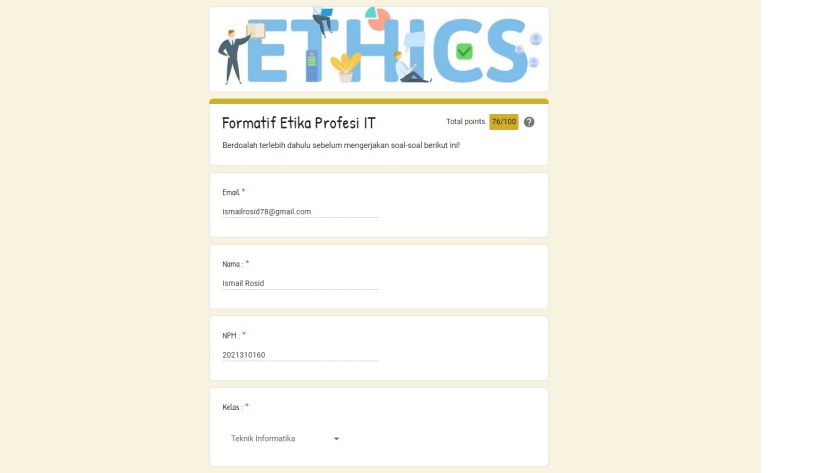 ETHICS
Formatif Etika Profesi IT
Total points 76/100
Berdoalah terlebih dahulu sebelum mengerjakan soal-soal berikut ini!
Email *
ismailrosid78@gmail.com
Nama : *
Ismail Rosid
NPM : *
2021310160
Kelas : *
Teknik Informatika